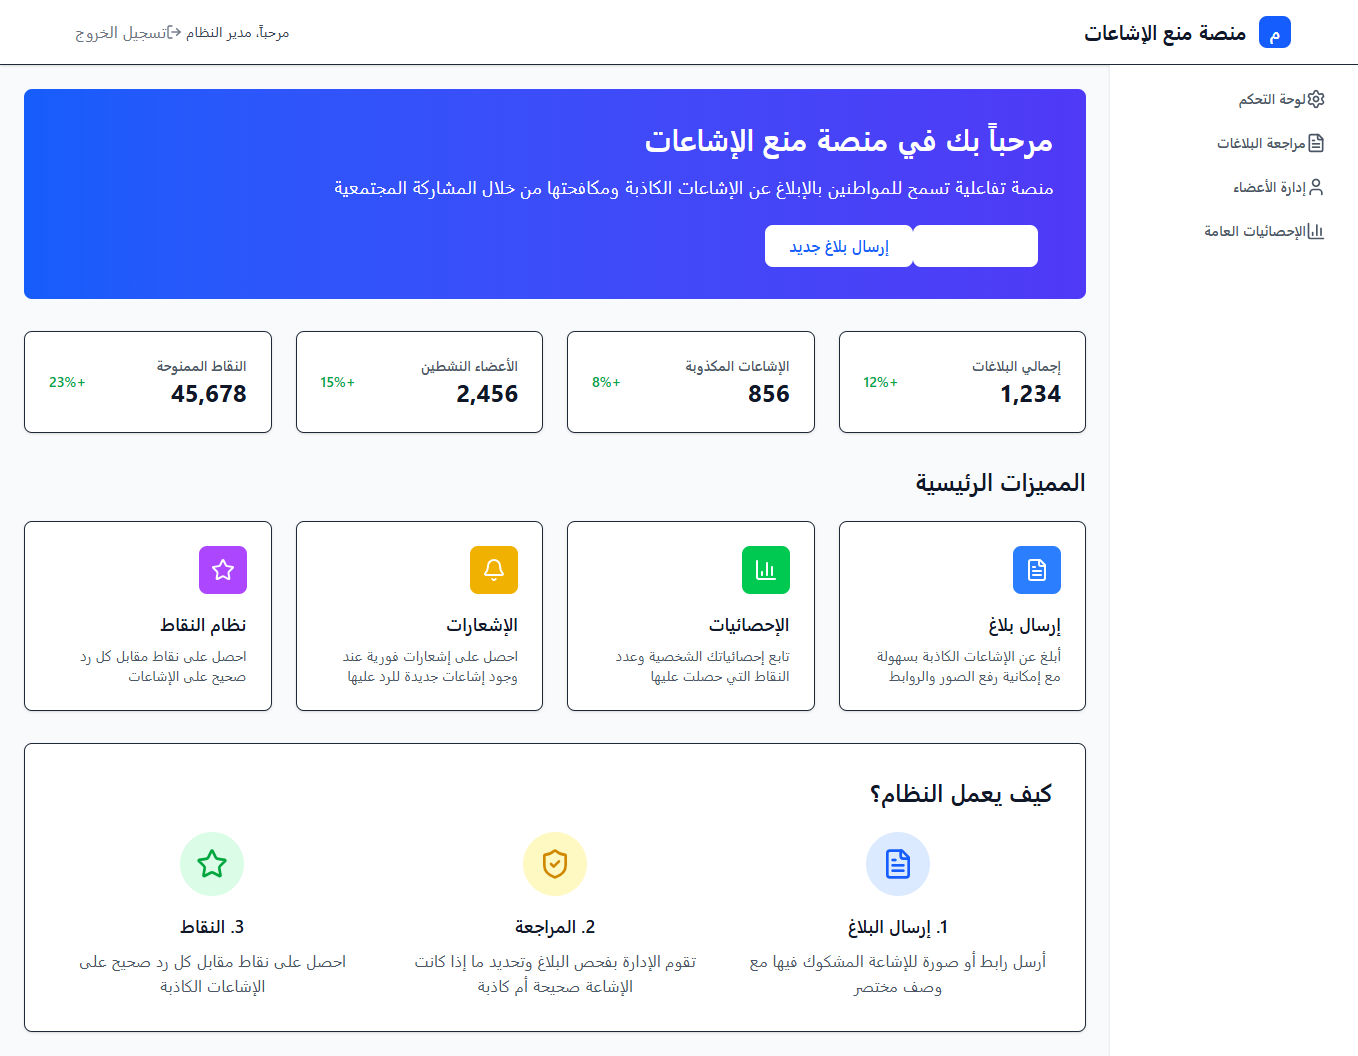 م
منصة منع الإشاعات
مرحباً، مدير النظام
تسجيل الخروج
لوحة التحكم
مراجعة البلاغات
إدارة الأعضاء
الإحصائيات العامة
مرحباً بك في منصة منع الإشاعات
منصة تفاعلية تسمح للمواطنين بالإبلاغ عن الإشاعات الكاذبة ومكافحتها من خلال المشاركة المجتمعية
إرسال بلاغ جديد
إجمالي البلاغات
1,234
+12%
الإشاعات المكذوبة
856
+8%
الأعضاء النشطين
2,456
+15%
النقاط الممنوحة
45,678
+23%
المميزات الرئيسية
إرسال بلاغ
أبلغ عن الإشاعات الكاذبة بسهولة
مع إمكانية رفع الصور والروابط
الإحصائيات
تابع إحصائياتك الشخصية وعدد
النقاط التي حصلت عليها
الإشعارات
احصل على إشعارات فورية عند
وجود إشاعات جديدة للرد عليها
نظام النقاط
احصل على نقاط مقابل كل رد
صحيح على الإشاعات
كيف يعمل النظام؟
1. إرسال البلاغ
أرسل رابط أو صورة للإشاعة المشكوك فيها مع
وصف مختصر
2. المراجعة
تقوم الإدارة بفحص البلاغ وتحديد ما إذا كانت
الإشاعة صحيحة أم كاذبة
3. النقاط
احصل على نقاط مقابل كل رد صحيح على
الإشاعات الكاذبة